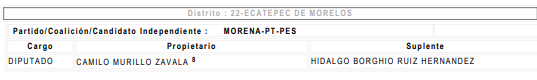 Distrito : 22-ECATEPEC DE MORELOS
Partido/Coalición/Candidato Independiente : MORENA-PT-PES
Cargo Propietario Suplente
DIPUTADO CAMILO MURILLO ZAVALA 8 HIDALGO BORGHIO RUIZ HERNANDEZ